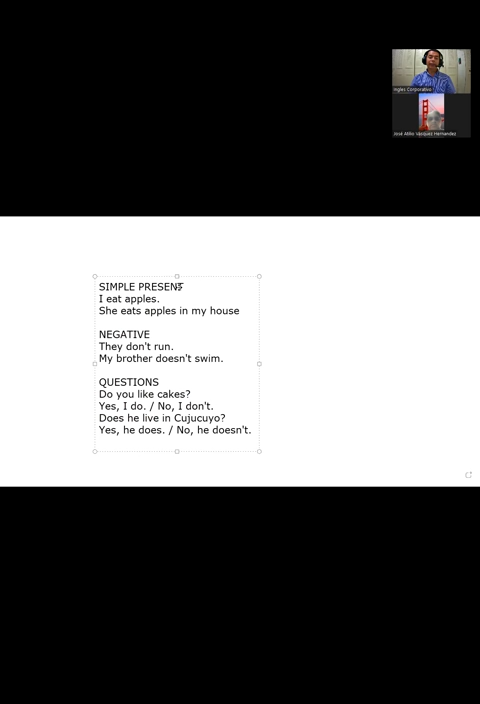 Ingles Corporativo
José Atilio Vásquez Hernandez
SIMPLE PRESENT
I eat apples.
She eats apples in my house
NEGATIVE
They don't run.
My brother doesn't swim.
QUESTIONS
Do you like cakes?
Yes, I do. / No, I don't.
Does he live in Cujucuyo?
Yes, he does. / No, he doesn't.